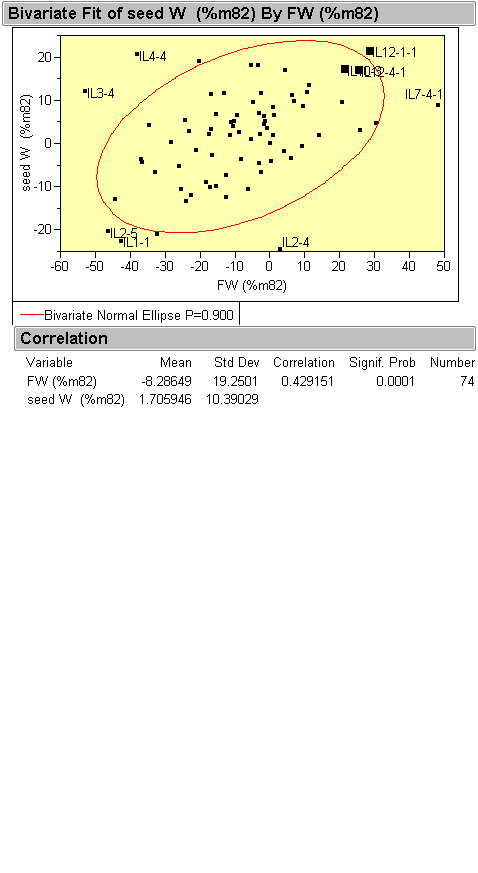 Bivariate Fit of seed W (%m82) By FW (%m82)
20
10
0
-10
-20
seed W (%m82)
IL4-4
IL12-1-1
IL12-4-1
IL3-4
IL7-4-1
IL2-5
IL1-1
IL2-4
-60 -50 -40 -30 -20 -10 0 10 20 30 40 50
FW (%m82)
Bivariate Normal Ellipse P=0.900
Correlation
Variable Mean Std Dev Correlation Signif. Prob Number
FW (%m82) -8.28649 19.2501 0.429151 0.0001 74
seed W (%m82) 1.705946 10.39029